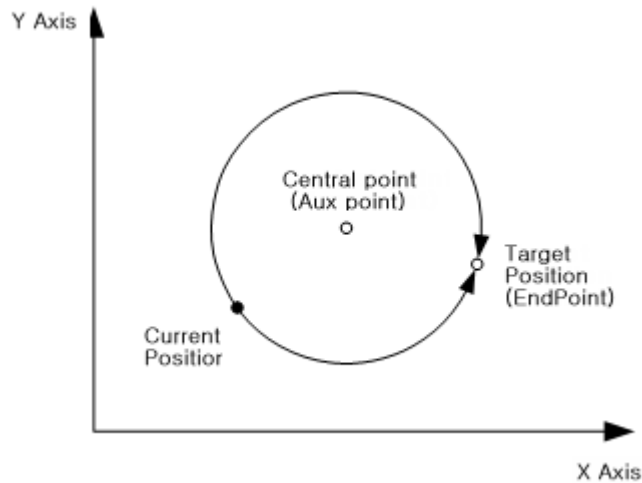 Y Axis
Central point
(Aux point)
Target
Position
(EndPoint)
Current
Positior
X Axis